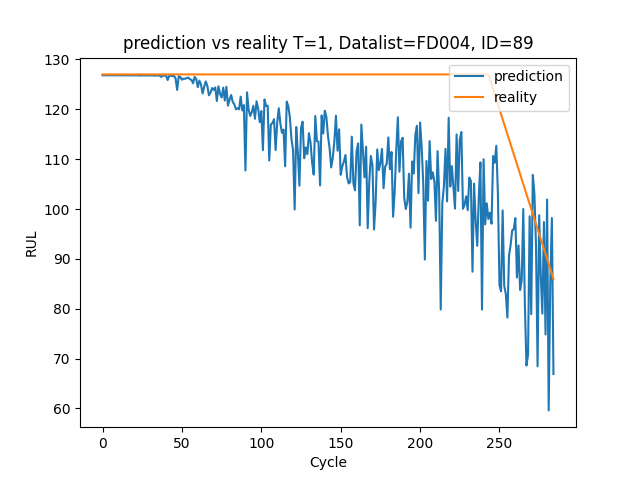 prediction vs reality T=1, Datalist=FD004, ID=89
prediction
reality
RUL
130
120
110
100
90
80
70
60
0 50 100 150 200 250
Cycle